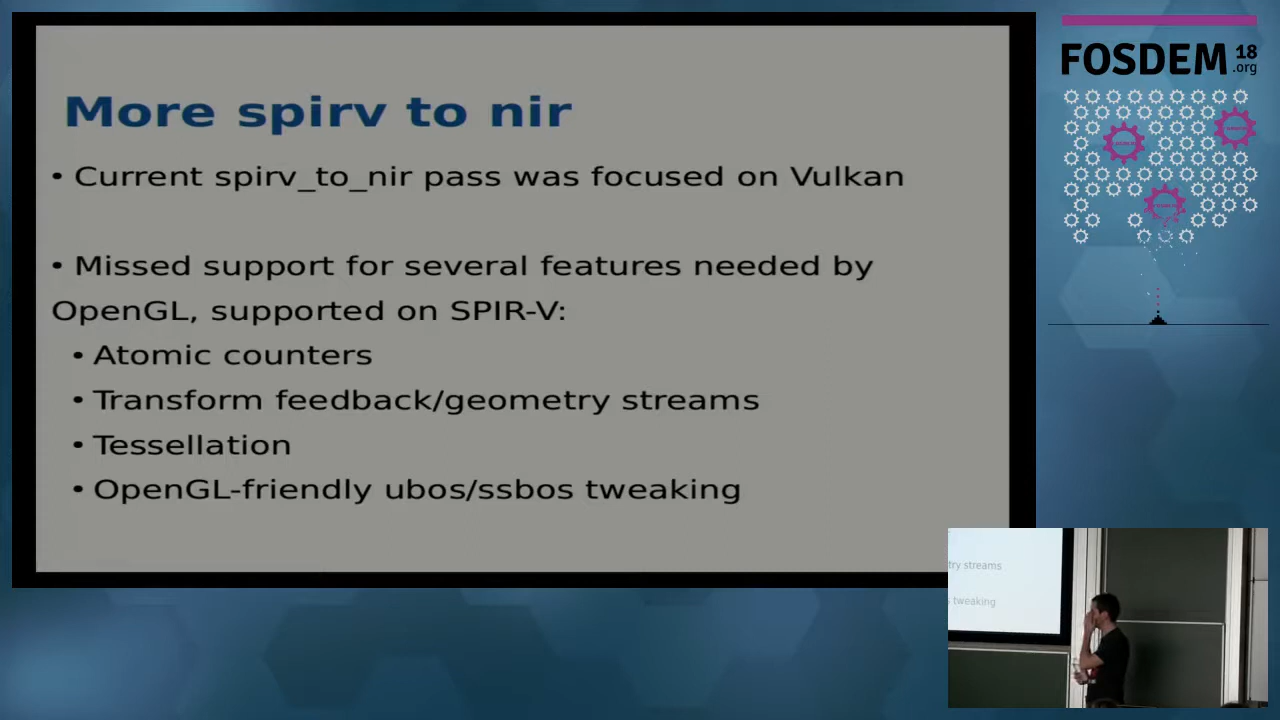 More spirv to nir
• Current spirv_to_nir pass was focused on Vulkan
• Missed support for several features needed by
OpenGL, supported on SPIR-V:
• Atomic counters
• Transform feedback/geometry streams
• Tessellation
• OpenGL-friendly ubos/ssbos tweaking
FOSDEM 18
.org
try streams
tweaking